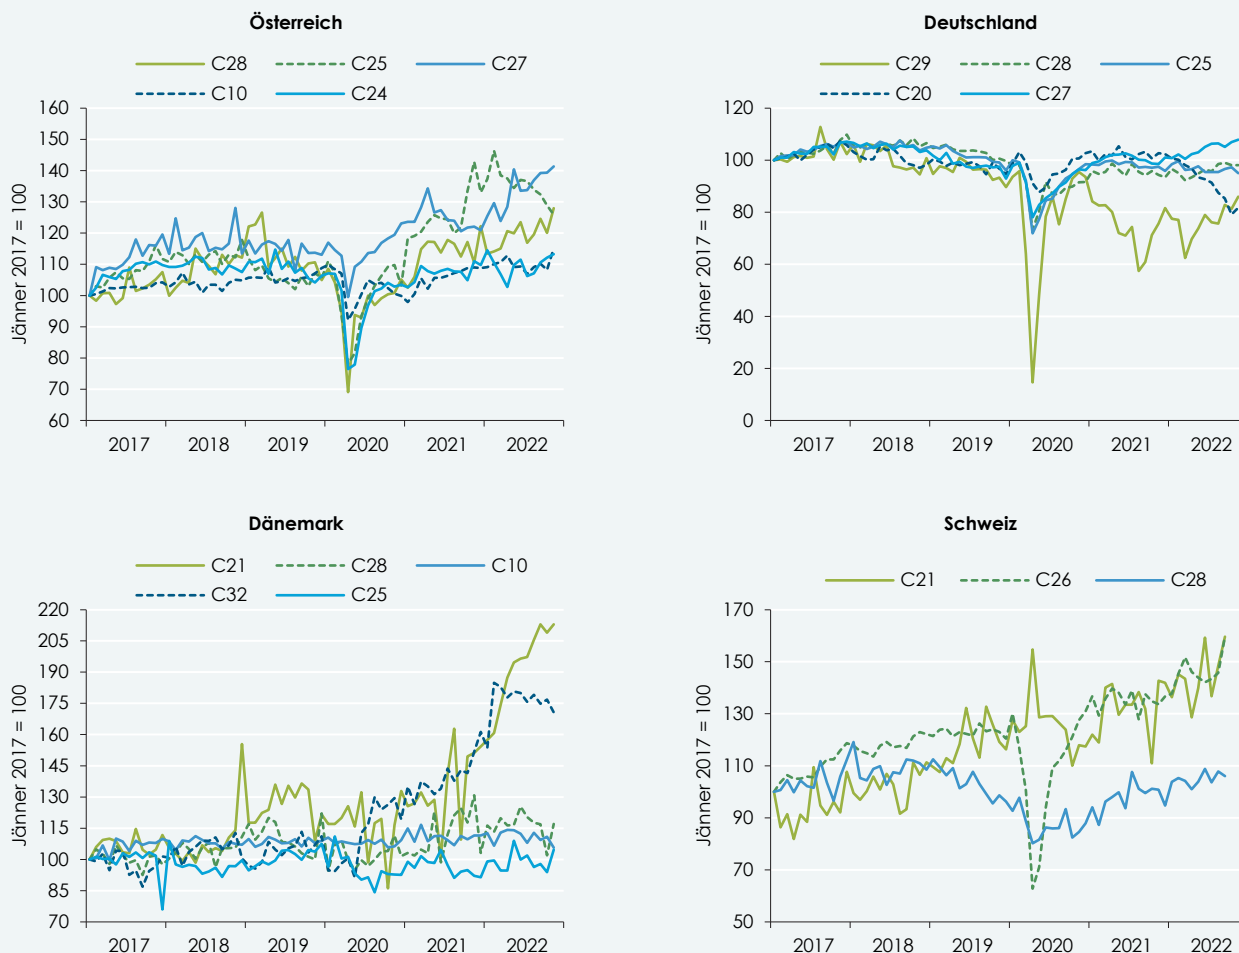 Österreich
C28 C25 C27
C10 C24
Jänner 2017 = 100
160
150
140
130
120
110
100
90
80
70
60
2017 2018 2019 2020 2021 2022
Deutschland
C29 C28 C25
C20 C27
Jänner 2017 = 100
120
100
80
60
40
20
0
2017 2018 2019 2020 2021 2022
Dänemark
C21 C28 C10
C32 C25
Jänner 2017 = 100
220
205
190
175
160
145
130
115
100
85
70
2017 2018 2019 2020 2021 2022
Schweiz
C21 C26 C28
Jänner 2017 = 100
170
150
130
110
90
70
50
2017 2018 2019 2020 2021 2022